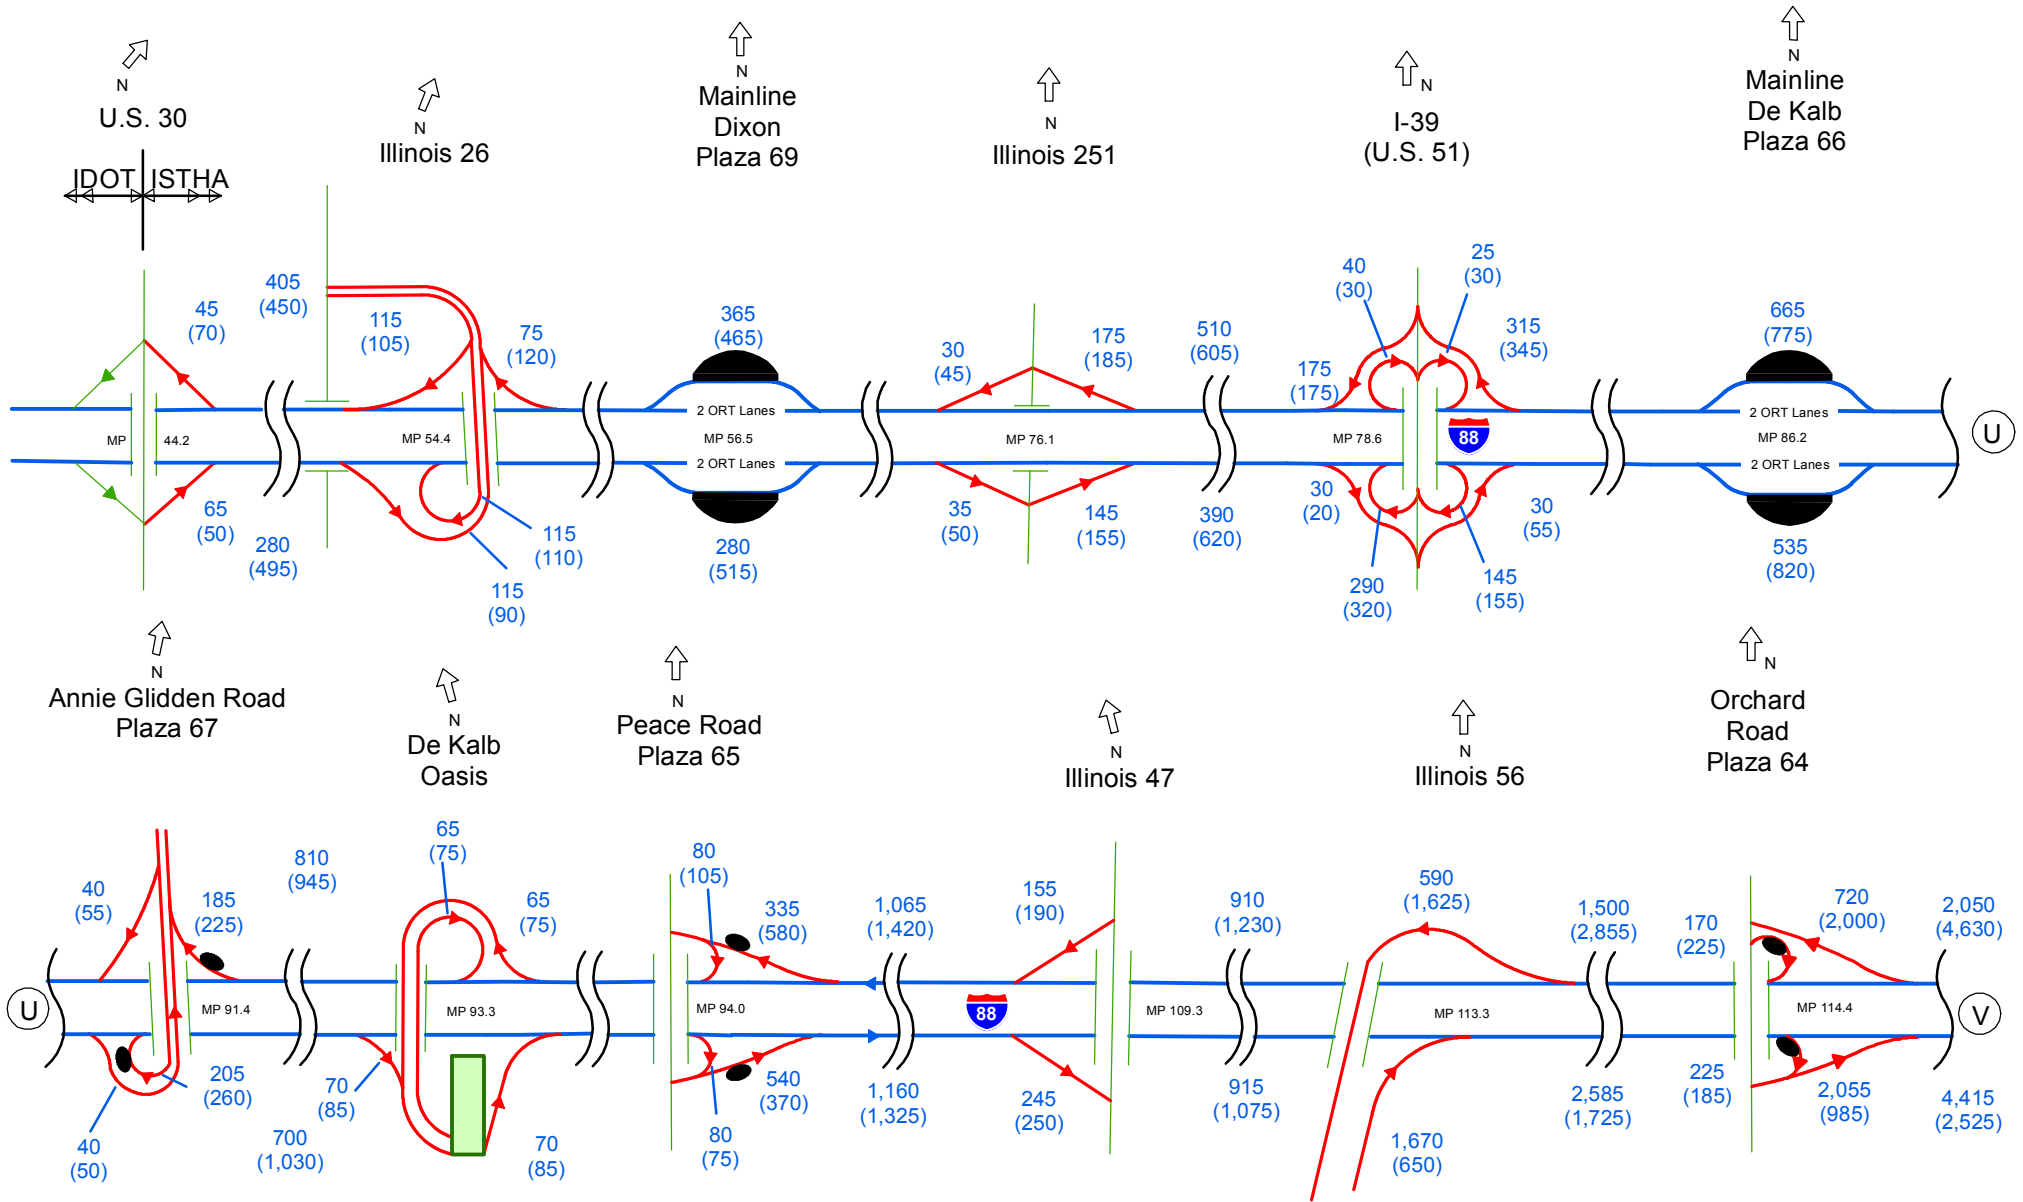 N
U.S. 30
IDOT ISTHA
N
Illinois 26
N
Mainline
Dixon
Plaza 69
N
Illinois 251
N
I-39
(U.S. 51)
N
Mainline
De Kalb
Plaza 66
45
(70)
405
(450)
115
(105)
75
(120)
365
(465)
30
(45)
175
(185)
510
(605)
40
(30)
25
(30)
175
(175)
315
(345)
665
(775)
MP 44.2
MP 54.4
2 ORT Lanes
MP 56.5
2 ORT Lanes
MP 76.1
MP 78.6
88
2 ORT Lanes
MP 86.2
2 ORT Lanes
U
65
(50)
280
(495)
115
(110)
115
(90)
280
(515)
35
(50)
145
(155)
390
(620)
30
(20)
290
(320)
145
(155)
30
(55)
535
(820)
N
Annie Glidden Road
Plaza 67
N
De Kalb
Oasis
N
Peace Road
Plaza 65
N
Illinois 47
N
Illinois 56
N
Orchard
Road
Plaza 64
40
(55)
185
(225)
810
(945)
65
(75)
65
(75)
80
(105)
335
(580)
1,065
(1,420)
155
(190)
910
(1,230)
590
(1,625)
1,500
(2,855)
170
(225)
720
(2,000)
2,050
(4,630)
U
MP 91.4
MP 93.3
MP 94.0
88
MP 109.3
MP 113.3
MP 114.4
V
40
(50)
205
(260)
700
(1,030)
70
(85)
70
(85)
80
(75)
540
(370)
1,160
(1,325)
245
(250)
915
(1,075)
1,670
(650)
2,585
(1,725)
225
(185)
2,055
(985)
4,415
(2,525)